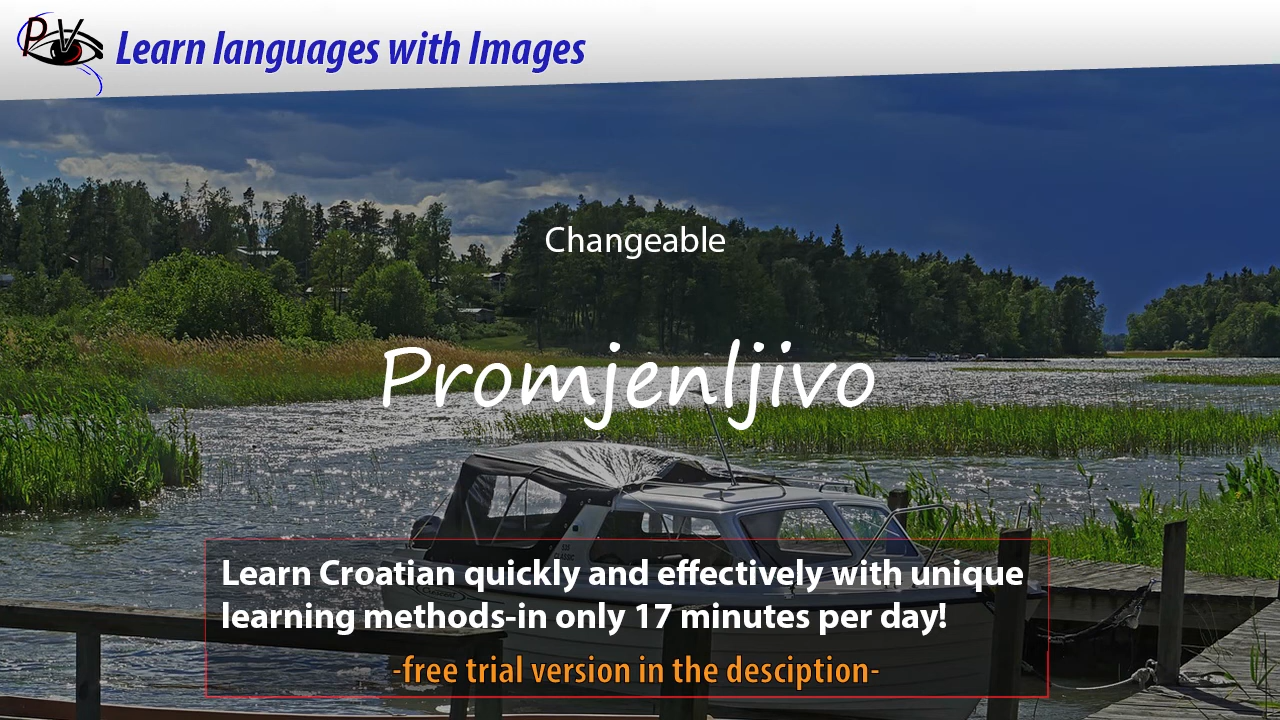 PV
Learn languages with Images
Changeable
Promjenljivo
Learn Croatian quickly and effectively with unique
learning methods-in only 17 minutes per day!
-free trial version in the desciption-